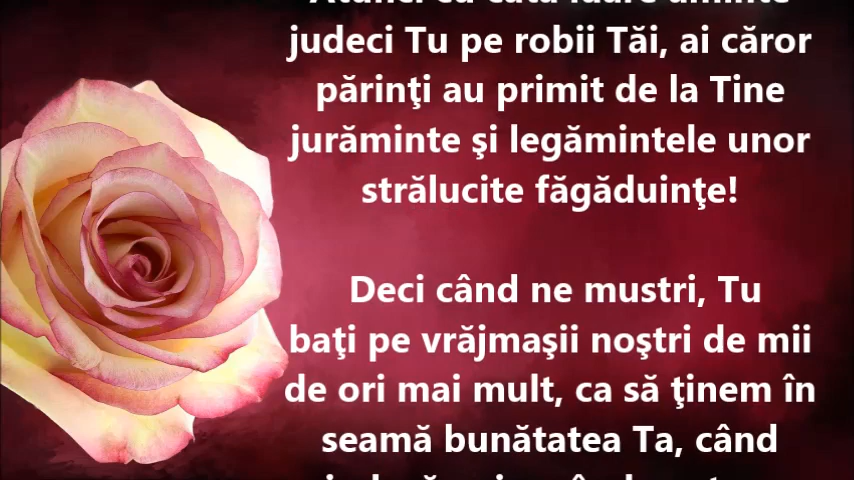 judeci Tu pe robii Tăi, ai căror
părinţi au primit de la Tine
jurăminte şi legămintele unor
strălucite făgăduinţe!
Deci când ne mustri, Tu
baţi pe vrăjmaşii noştri de mii
de ori mai mult, ca să ţinem în
seamă bunătatea Ta, când